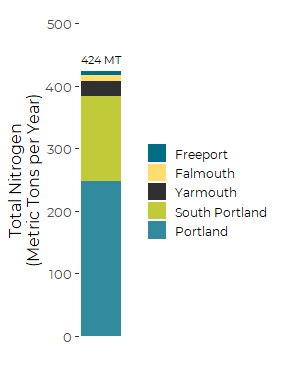 Total Nitrogen
(Metric Tons per Year)
500
400
300
200
100
0
424 MT
Freeport
Falmouth
Yarmouth
South Portland
Portland